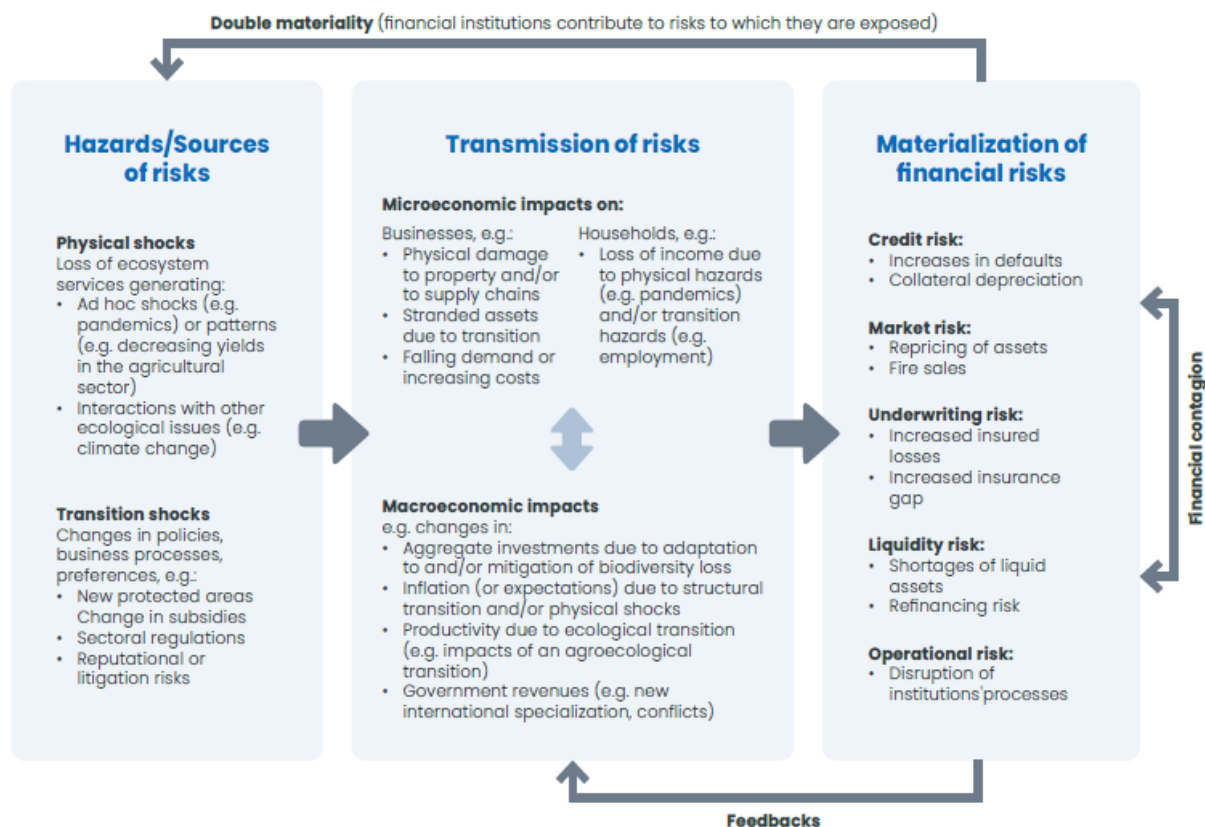 Double materiality (financial institutions contribute to risks to which they are exposed)
Hazards/Sources
of risks
Physical shocks
Loss of ecosystem
services generating:
• Ad hoc shocks (e.g.
pandemics) or patterns
(e.g. decreasing yields
in the agricultural
sector)
• Interactions with other
ecological issues (e.g.
climate change)
Transition shocks
Changes in policies,
business processes,
preferences, e.g.:
• New protected areas
Change in subsidies
• Sectoral regulations
• Reputational or
litigation risks
Transmission of risks
Microeconomic impacts on:
Businesses, e.g.:
• Physical damage
to property and/or
to supply chains
• Stranded assets
due to transition
• Falling demand or
increasing costs
Households, e.g.:
• Loss of income due
to physical hazards
(e.g. pandemics)
and/or transition
hazards (e.g.
employment)
Macroeconomic impacts
e.g. changes in:
• Aggregate investments due to adaptation
to and/or mitigation of biodiversity loss
• Inflation (or expectations) due to structural
transition and/or physical shocks
• Productivity due to ecological transition
(e.g. impacts of an agroecological
transition)
• Government revenues (e.g. new
international specialization, conflicts)
Materialization of
financial risks
Credit risk:
• Increases in defaults
• Collateral depreciation
Market risk:
• Repricing of assets
• Fire sales
Underwriting risk:
• Increased insured
losses
• Increased insurance
gap
Liquidity risk:
• Shortages of liquid
assets
• Refinancing risk
Operational risk:
• Disruption of
institutions'processes
Financial contagion
Feedbacks